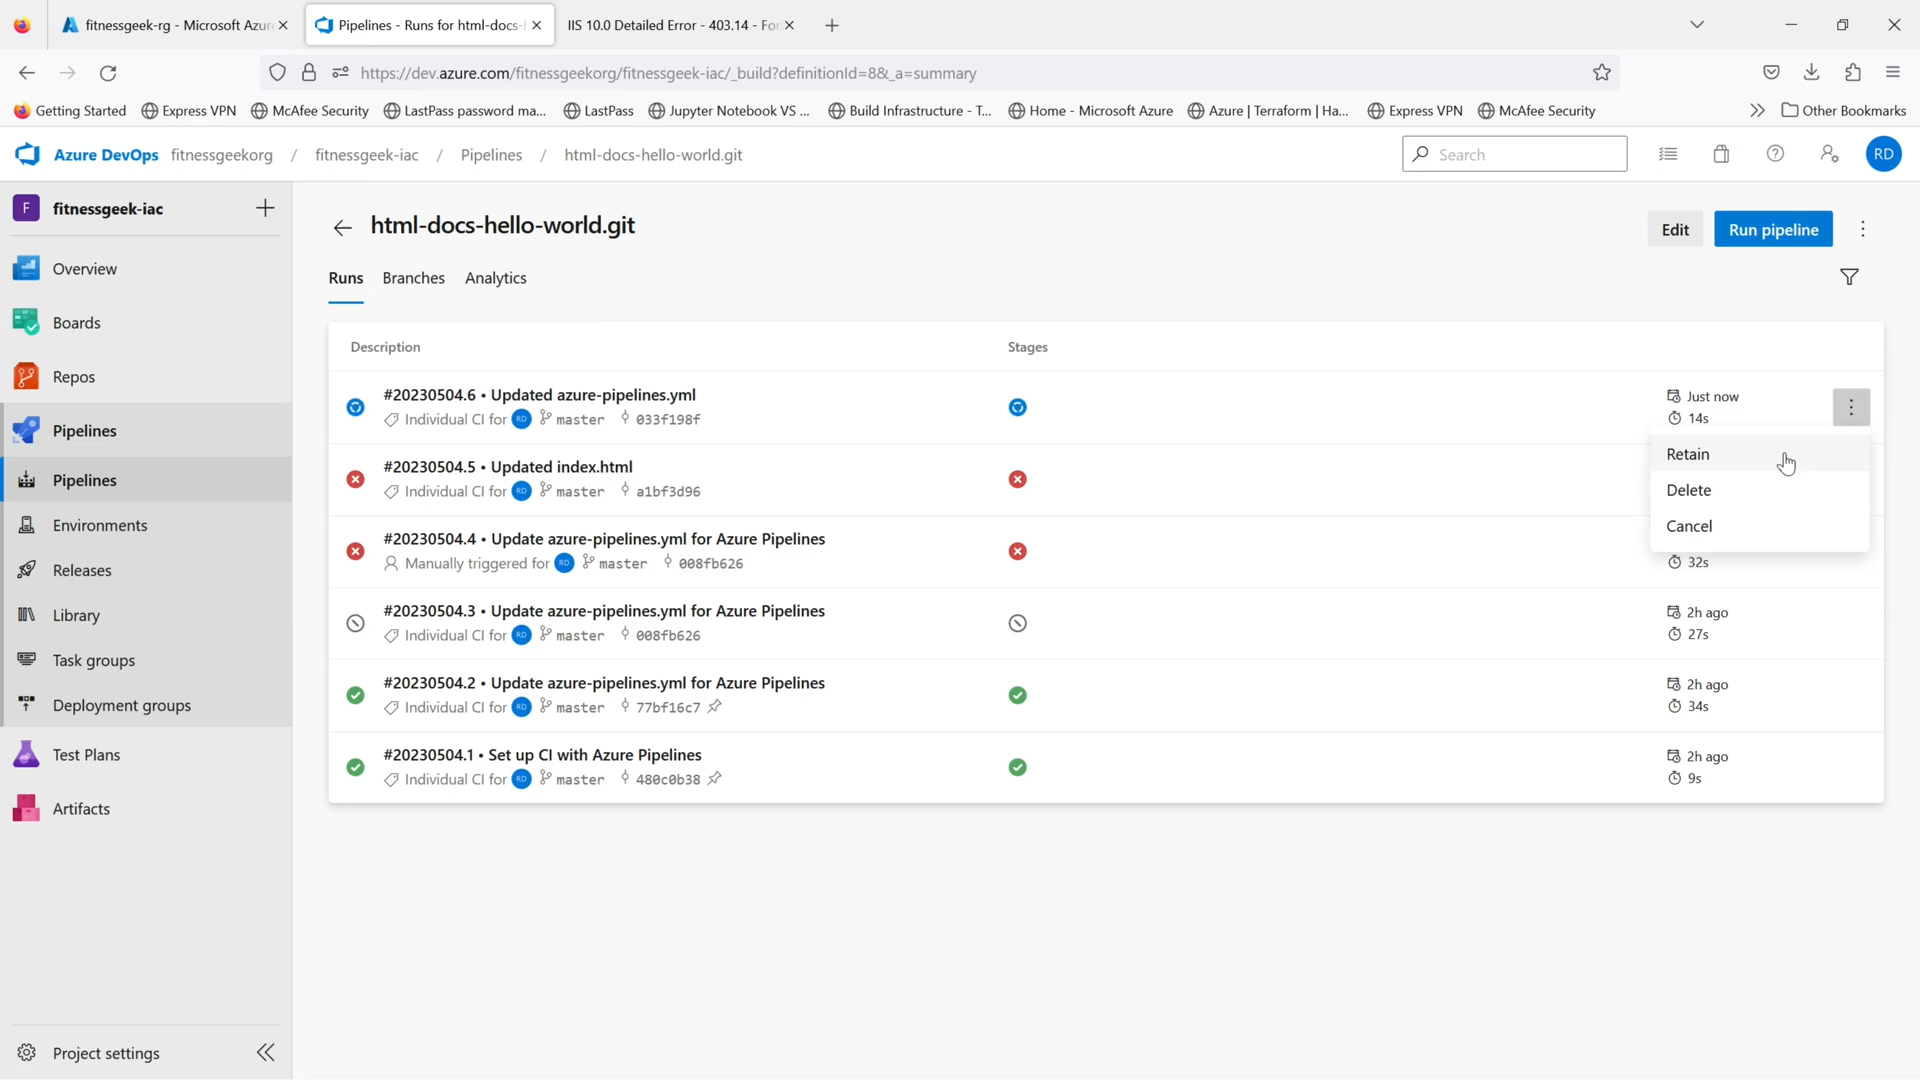 fitnessgeek-rg - Microsoft Azure
Pipelines - Runs for html-docs-h
IIS 10.0 Detailed Error - 403.14 - For
https://dev.azure.com/fitnessgeekorg/fitnessgeek-iac/_build?definitionId=8&_a=summary
Getting Started
Express VPN
McAfee Security
LastPass password ma...
LastPass
Jupyter Notebook VS ...
Build Infrastructure - T...
Home - Microsoft Azure
Azure | Terraform | Ha...
Express VPN
McAfee Security
Other Bookmarks
Azure DevOps fitnessgeekorg / fitnessgeek-iac / Pipelines / html-docs-hello-world.git
Search
RD
F fitnessgeek-iac
Overview
Boards
Repos
Pipelines
Pipelines
Environments
Releases
Library
Task groups
Deployment groups
Test Plans
Artifacts
Project settings
html-docs-hello-world.git
Edit
Run pipeline
Runs Branches Analytics
Description Stages
#20230504.6 • Updated azure-pipelines.yml
Individual CI for RD master 033f198f
Just now
14s
Retain
Delete
Cancel
#20230504.5 • Updated index.html
Individual CI for RD master a1bf3d96
#20230504.4 • Update azure-pipelines.yml for Azure Pipelines
Manually triggered for RD master 008fb626
32s
#20230504.3 • Update azure-pipelines.yml for Azure Pipelines
Individual CI for RD master 008fb626
2h ago
27s
#20230504.2 • Update azure-pipelines.yml for Azure Pipelines
Individual CI for RD master 77bf16c7
2h ago
34s
#20230504.1 • Set up CI with Azure Pipelines
Individual CI for RD master 480c0b38
2h ago
9s